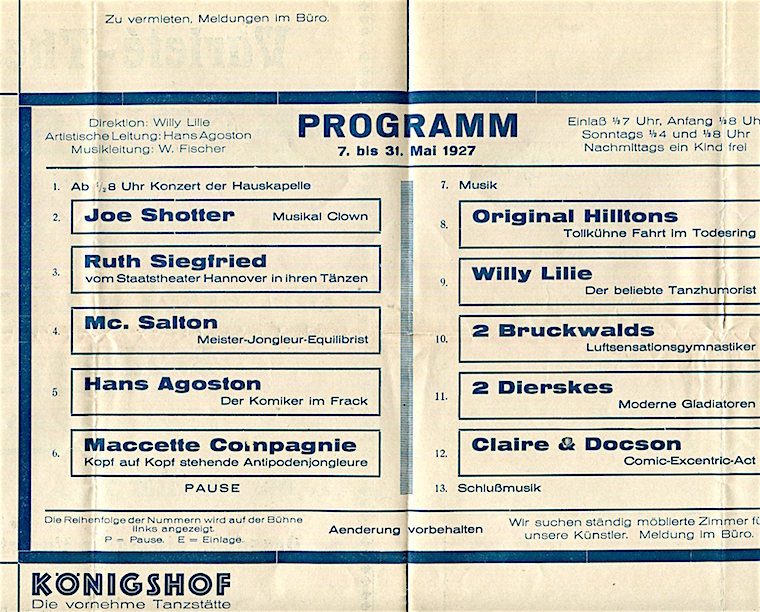 Zu vermieten, Meldungen im Büro.
Direktion: Willy Lilie
Artistische Leitung: Hans Agoston
Musikleitung: W. Fischer
PROGRAMM
7. bis 31. Mai 1927
Einlaß ½7 Uhr, Anfang ½8 Uh
Sonntags ½4 und ½8 Uhr
Nachmittags ein Kind frei
1. Ab ½8 Uhr Konzert der Hauskapelle
2. Joe Shotter Musikal Clown
3. Ruth Siegfried
vom Staatstheater Hannover in ihren Tänzen
4. Mc. Salton
Meister-Jongleur-Equilibrist
5 Hans Agoston
Der Komiker im Frack
6. Maccette Compagnie
Kopf auf Kopf stehende Antipodenjongleure
PAUSE
7. Musik
8. Original Hilltons
Tollkühne Fahrt im Todesring
9. Willy Lilie
Der beliebte Tanzhumorist
10. 2 Bruckwalds
Luftsensationsgymnastiker
11. 2 Dierskes
Moderne Gladiatoren
12. Claire & Docson
Comic-Excentric-Act
13. Schlußmusik
Die Reihenfolge der Nummern wird auf der Bühne
links angezeigt.
P = Pause. E = Einlage.
Aenderung vorbehalten
Wir suchen ständig möblierte Zimmer fü
unsere Künstler. Meldung im Büro.
KÖNIGSHOF
Die vornehme Tanzstätte